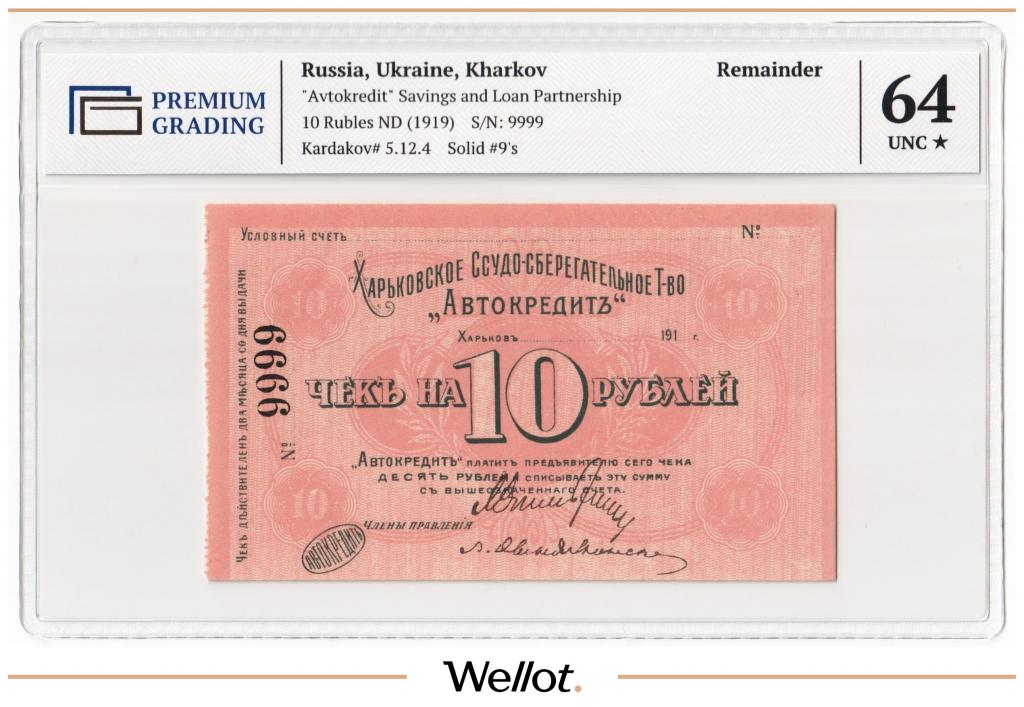 PREMIUM GRADING
Russia, Ukraine, Kharkov
Remainder
"Avtokredit" Savings and Loan Partnership
10 Rubles ND (1919) S/N: 9999
Kardakov# 5.12.4 Solid #9's
64
UNC ★
Условный счетъ
№
Харьковское Ссудо-сберегательное Т-во
„Автокредитъ“
Харьковъ 191 г.
10
10
Чекъ дѣйствителенъ два мѣсяца со дня выдачи
№ 9999
ЧЕКЪ НА 10 РУБЛЕЙ
„Автокредитъ“ платитъ предъявителю сего чека
десять рублей списывать эту сумму
съ вышеозначеннаго счета.
10
10
Члены правленія
АВТОКРЕДИТЪ
Wellot.